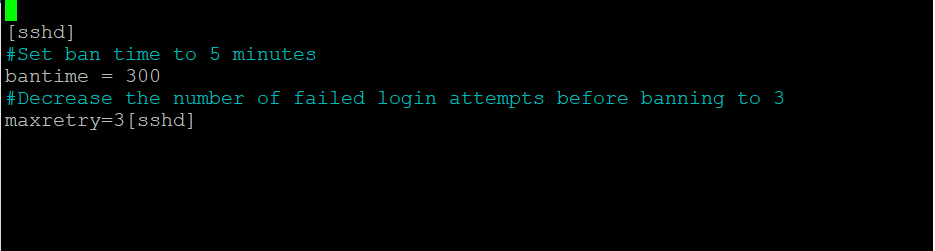 [sshd]
#Set ban time to 5 minutes
bantime = 300
#Decrease the number of failed login attempts before banning to 3
maxretry=3[sshd]